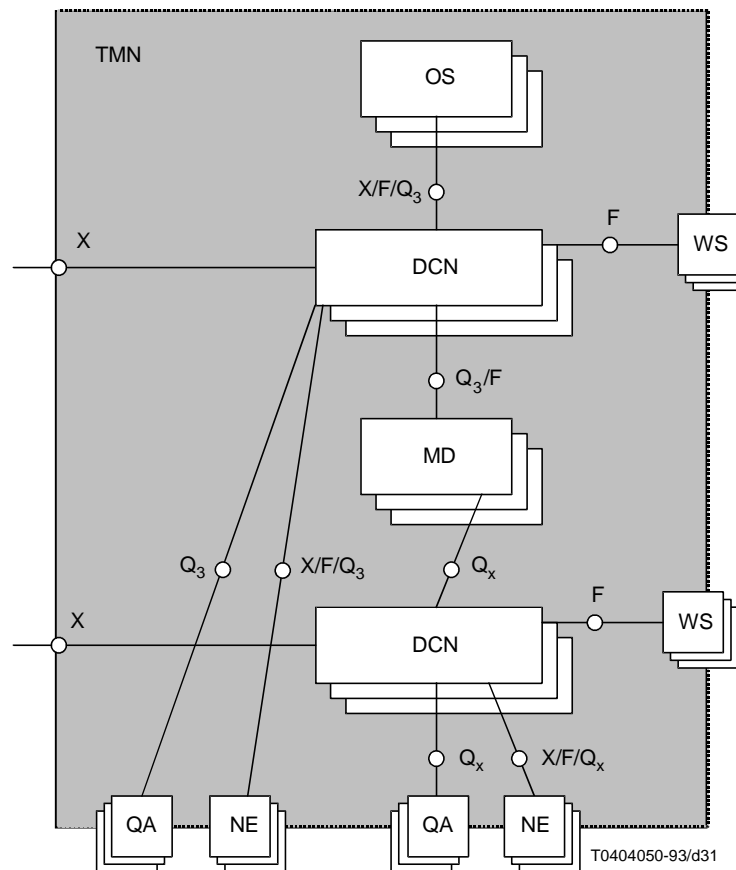 TMN
OS
X/F/Q3
F
X
WS
DCN
Q3/F
MD
Q3
X/F/Q3
Qx
F
X
WS
DCN
Qx
X/F/Qx
QA
NE
QA
NE
T0404050-93/d31